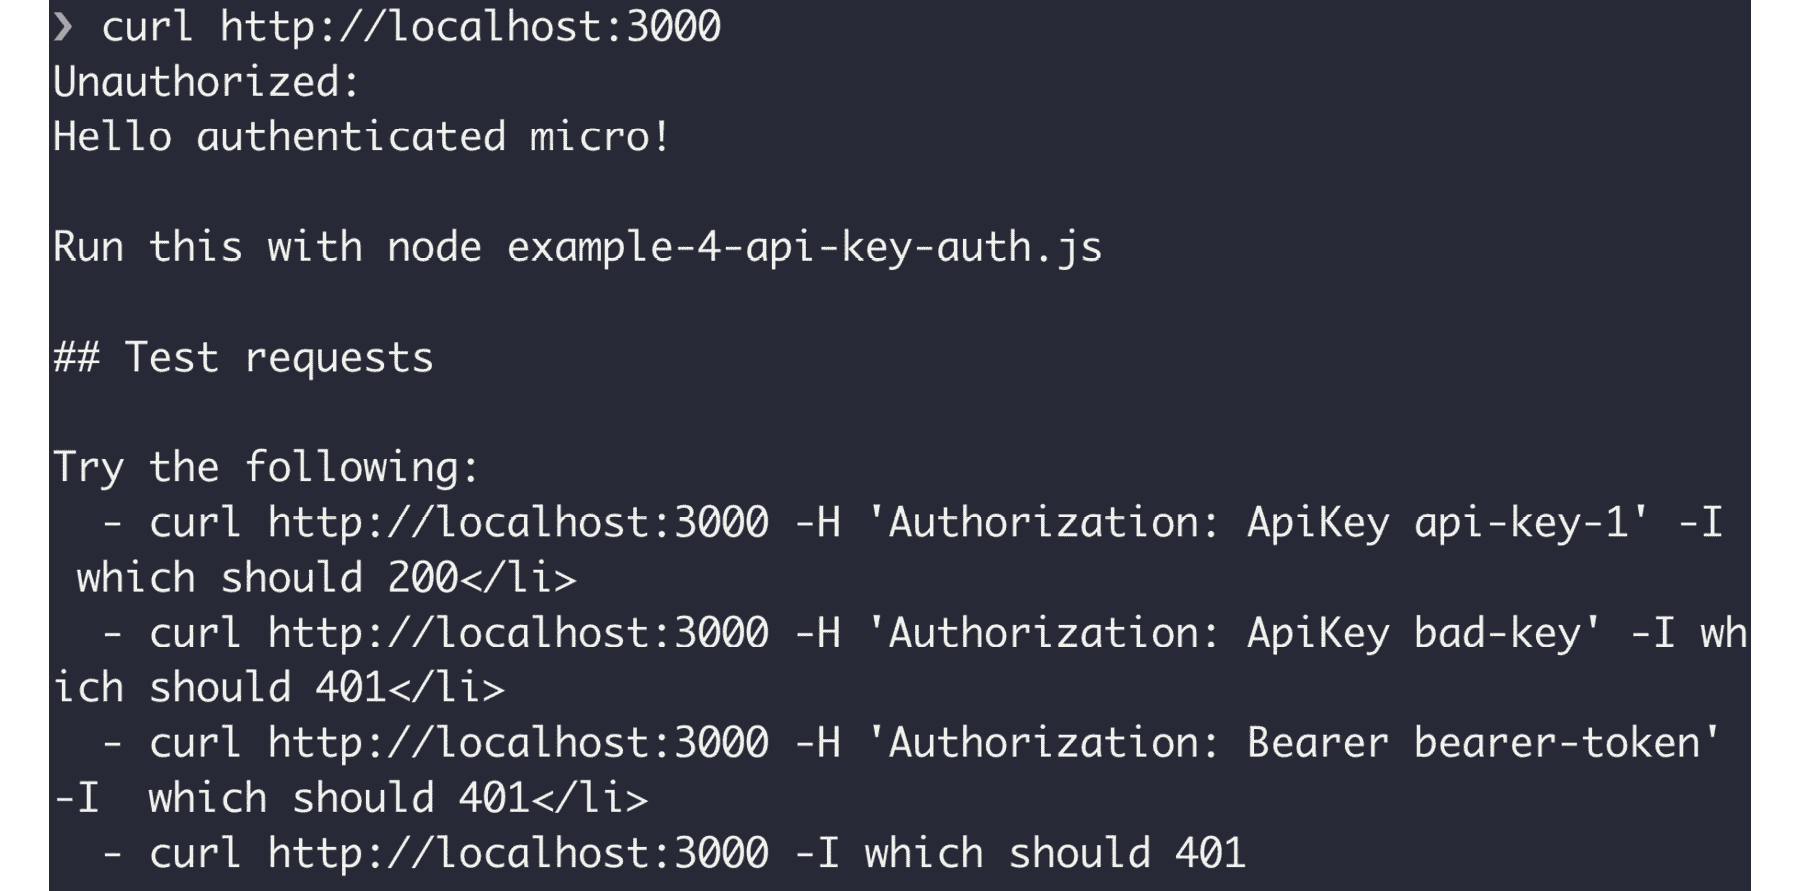 ❯ curl http://localhost:3000
Unauthorized:
Hello authenticated micro!
Run this with node example-4-api-key-auth.js
## Test requests
Try the following:
  - curl http://localhost:3000 -H 'Authorization: ApiKey api-key-1' -I
 which should 200</li>
  - curl http://localhost:3000 -H 'Authorization: ApiKey bad-key' -I wh
ich should 401</li>
  - curl http://localhost:3000 -H 'Authorization: Bearer bearer-token'
-I  which should 401</li>
  - curl http://localhost:3000 -I which should 401